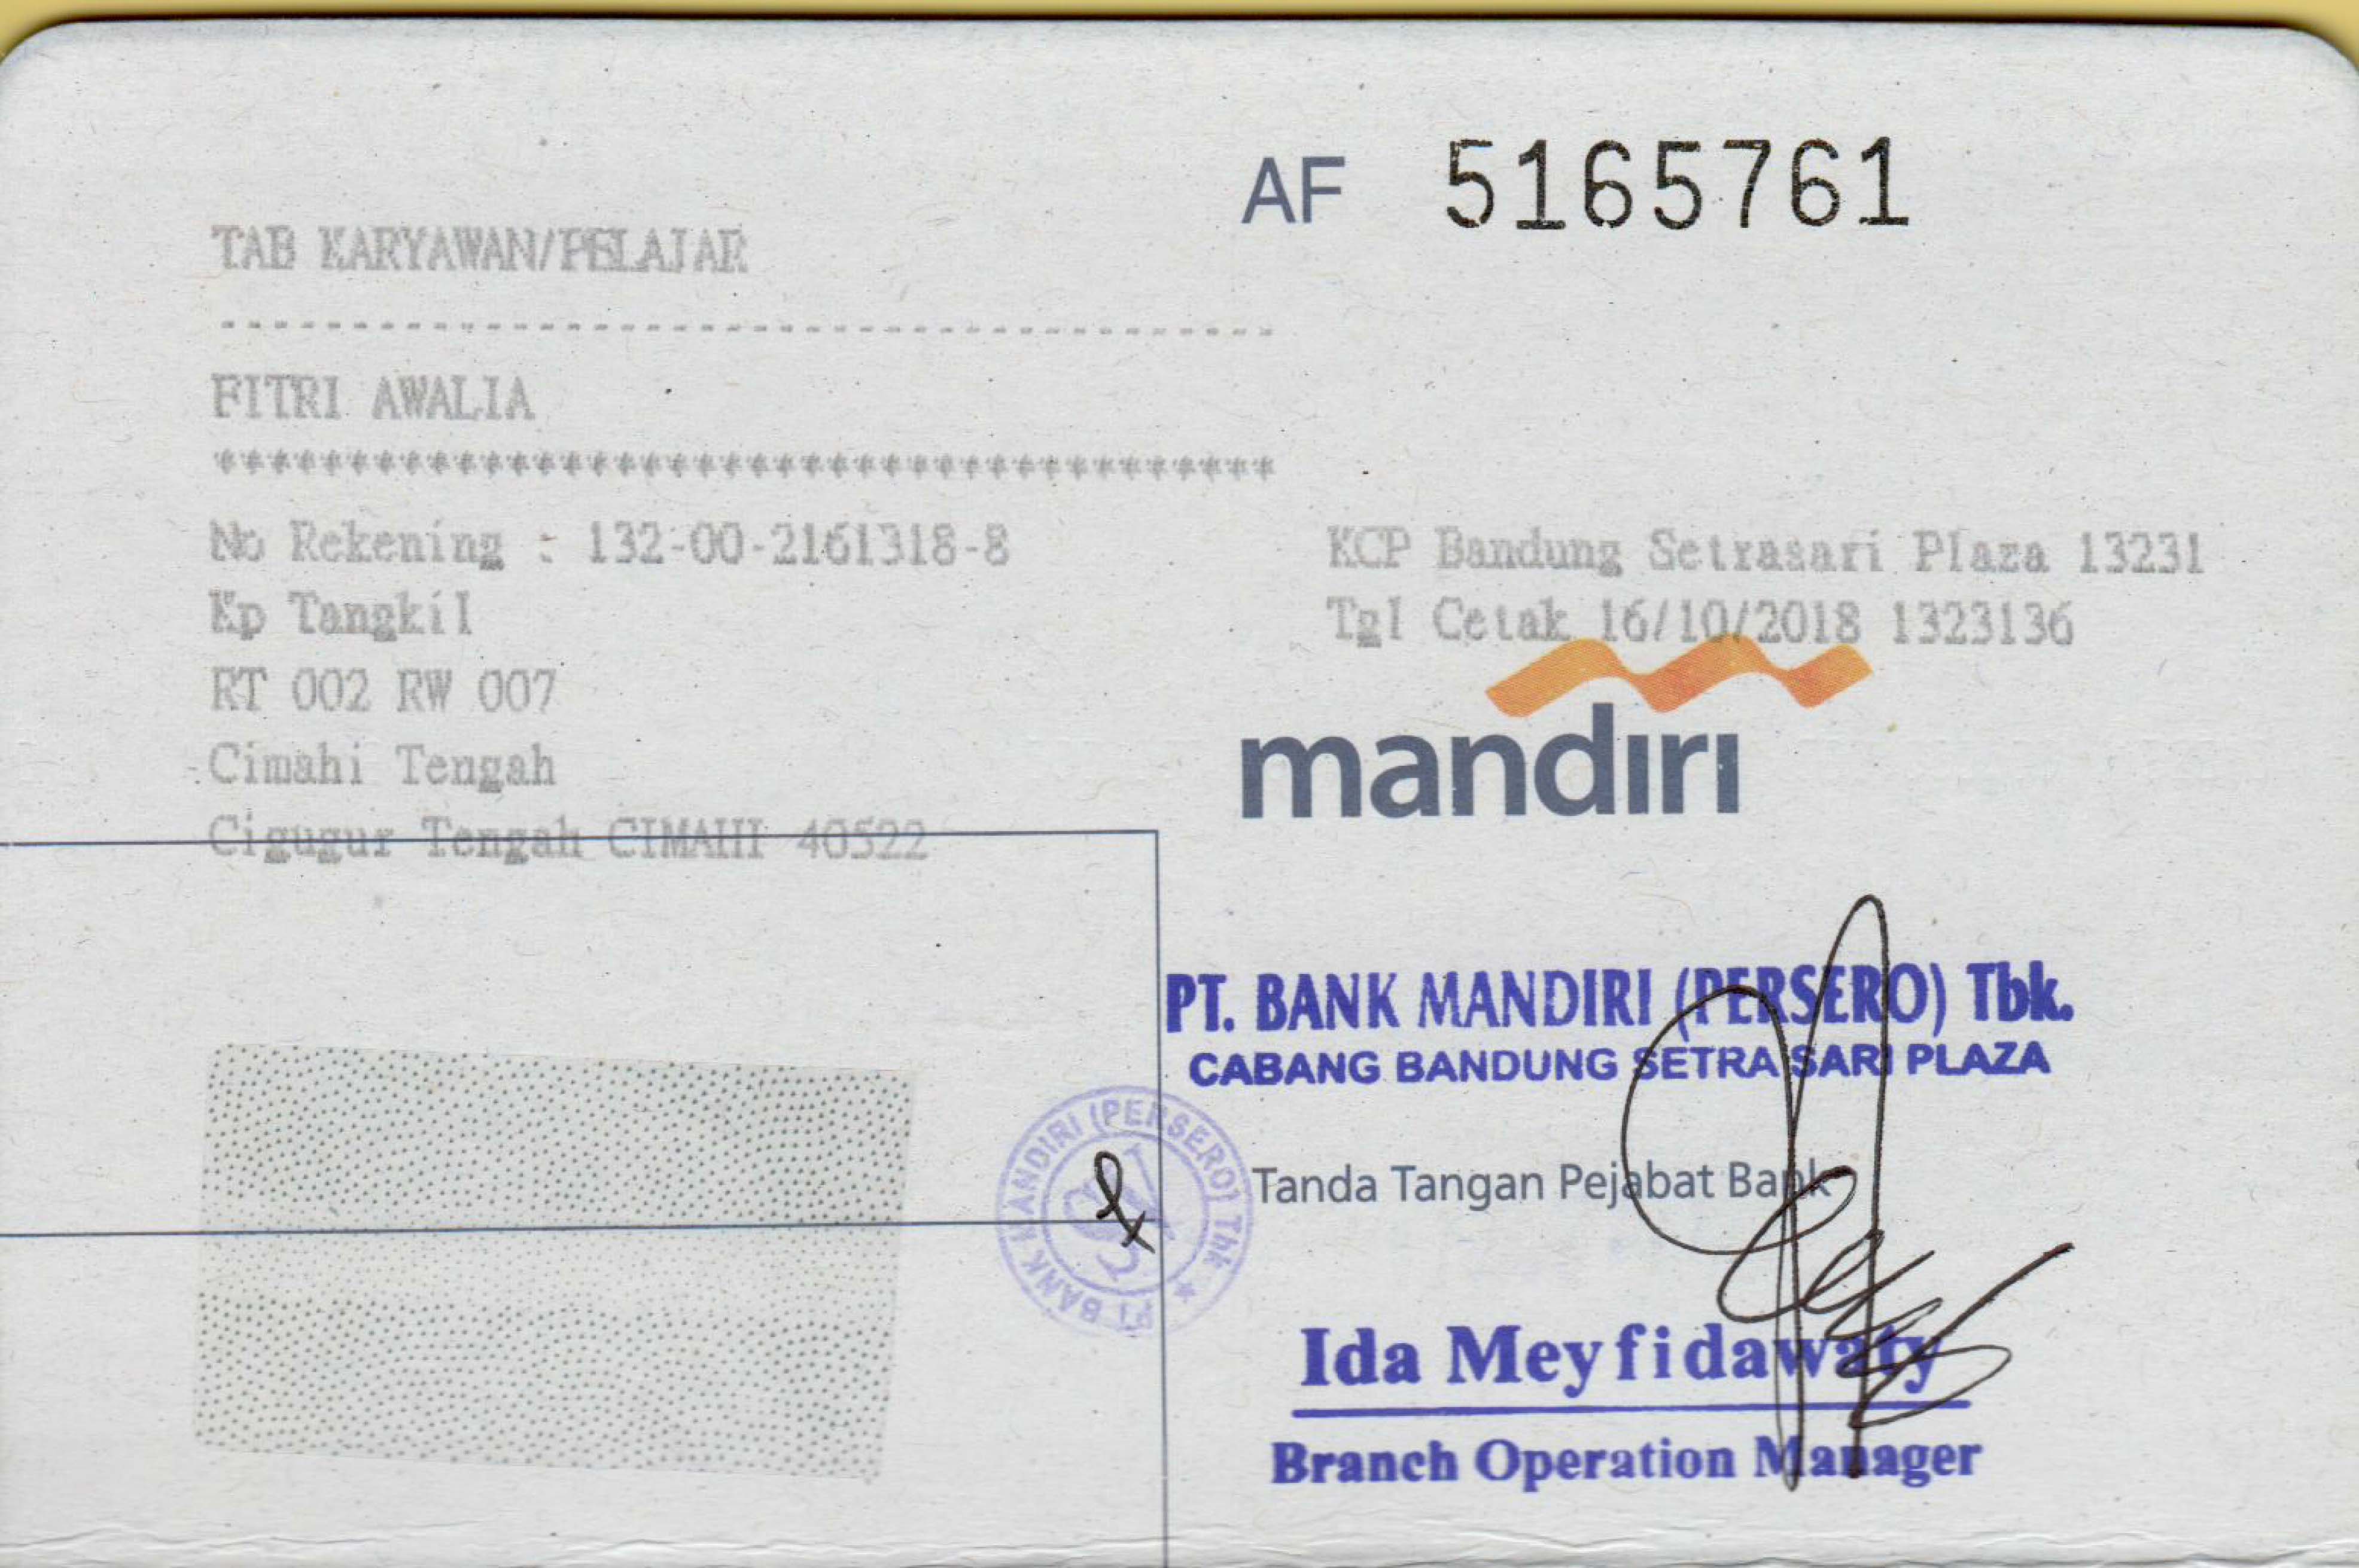 AF 5165761
TAB KARYAWAN/PELAJAR
----------------------------------------
FITRI AWALIA
****************************************
No Rekening : 132-00-2161318-8
Kp Tangkil
RT 002 RW 007
Cimahi Tengah
Cigugur Tengah CIMAHI 40522
KCP Bandung Setrasari Plaza 13231
Tgl Cetak 16/10/2018 1323136
mandiri
PT. BANK MANDIRI (PERSERO) Tbk.
CABANG BANDUNG SETRA SARI PLAZA
PT BANK MANDIRI (PERSERO) Tbk
Tanda Tangan Pejabat Bank
Ida Meyfidawaty
Branch Operation Manager